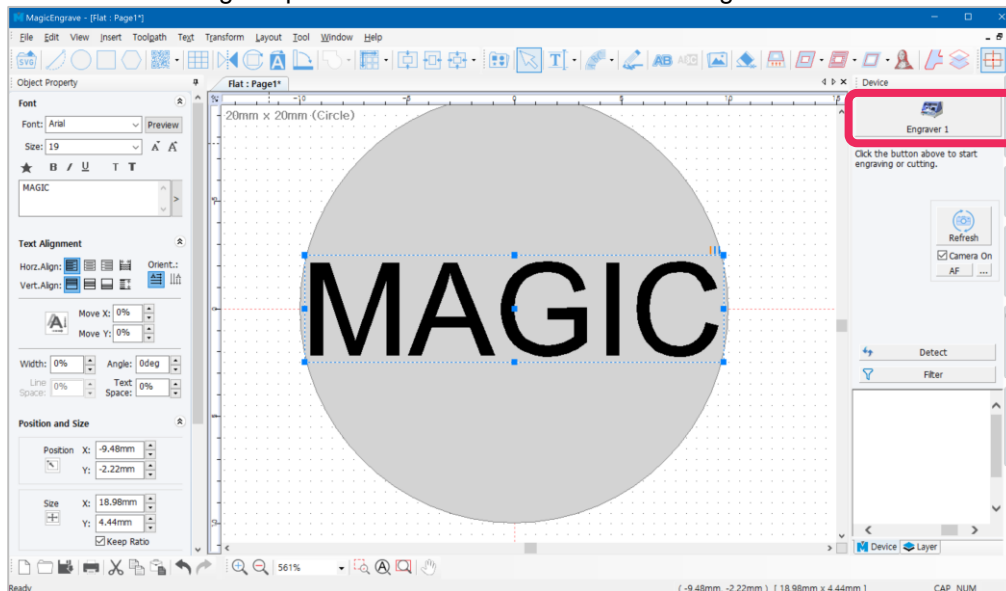 MagicEngrave - [Flat : Page1*]
File Edit View Insert Toolpath Text Transform Layout Tool Window Help
SVG
AB
Object Property
Flat : Page1*
Device
Font
Font: Arial Preview
Size: 19
B I U T T
MAGIC
Text Alignment
Horz.Align: Orient.:
Vert.Align:
Move X: 0%
Move Y: 0%
Width: 0% Angle: 0deg
Line Space: 0% Text Space: 0%
Position and Size
Position X: -9.48mm
Y: -2.22mm
Size X: 18.98mm
Y: 4.44mm
Keep Ratio
20mm x 20mm (Circle)
MAGIC
Engraver 1
Click the button above to start
engraving or cutting.
Refresh
Camera On
AF ...
Detect
Filter
Device Layer
561%
Ready
( -9.48mm, -2.22mm ) [ 18.98mm x 4.44mm ] CAP NUM